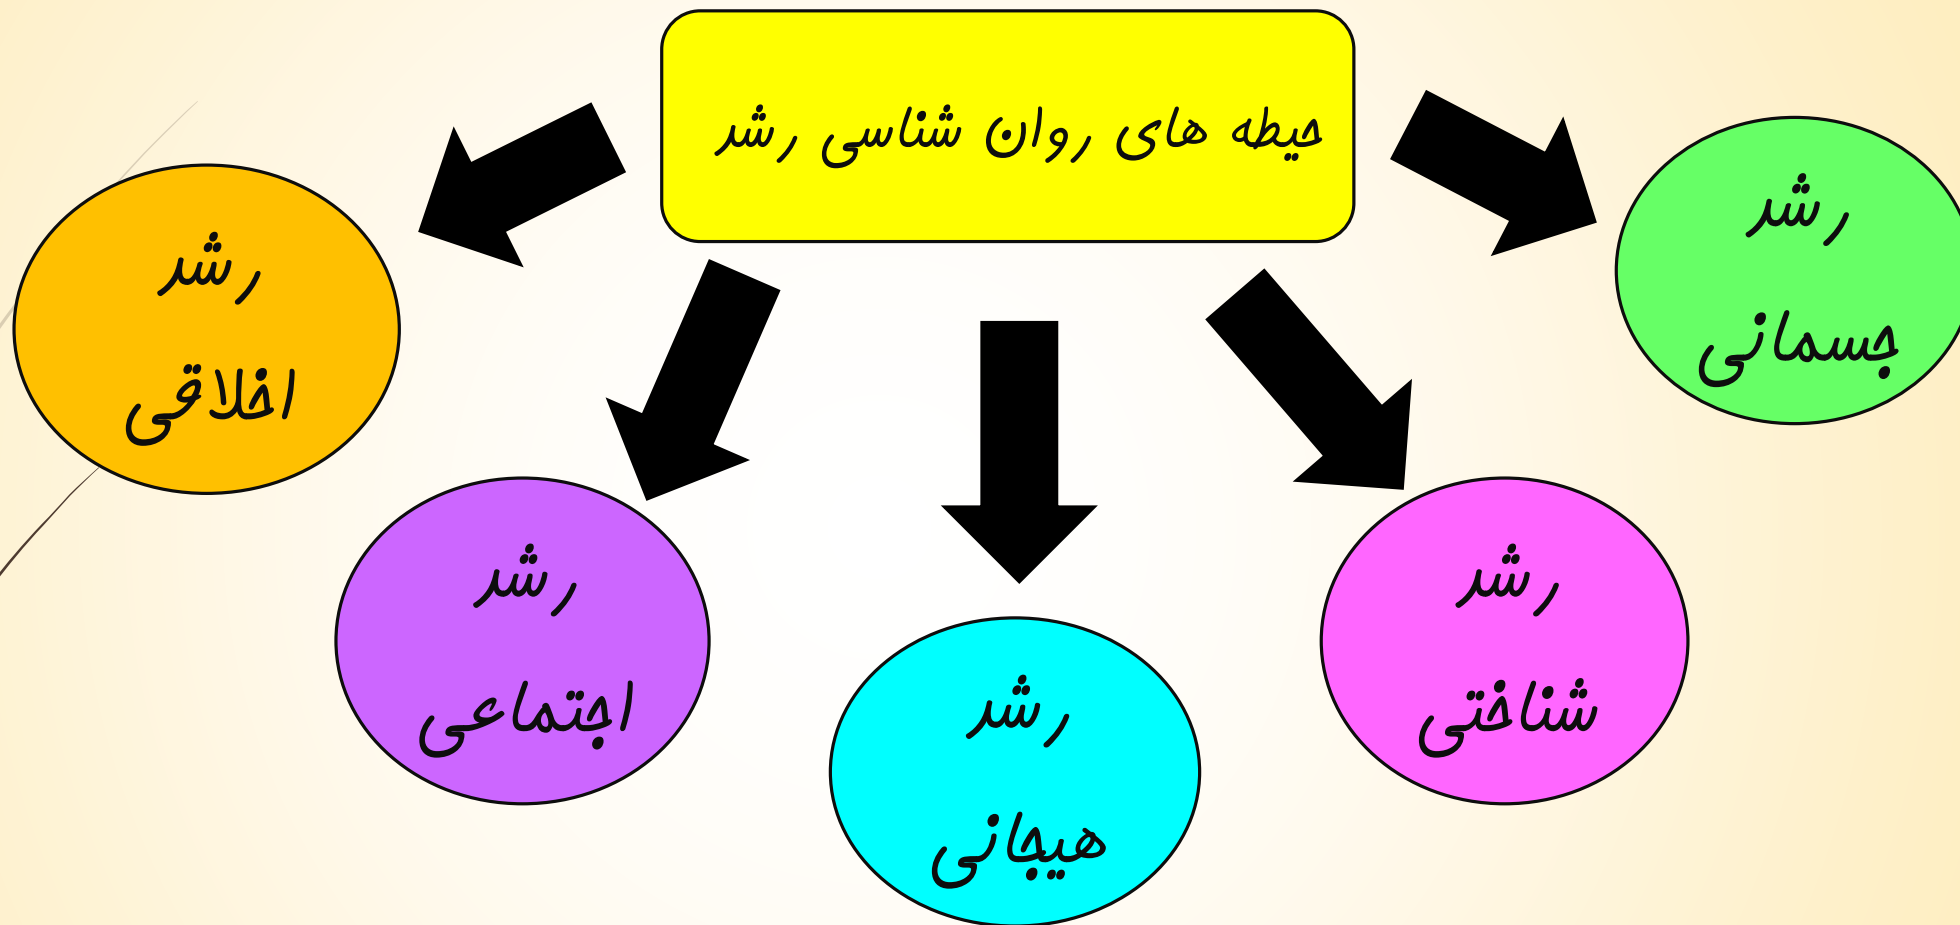 حیطه های روان شناسی رشد
رشد
جسمانی
رشد
شناختی
رشد
هیجانی
رشد
اجتماعی
رشد
اخلاقی